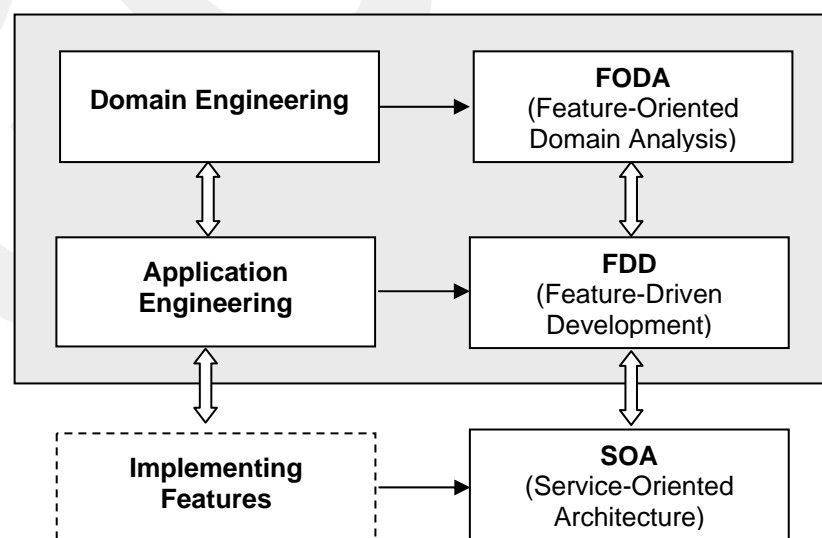 Domain Engineering
FODA
(Feature-Oriented
Domain Analysis)
Application
Engineering
FDD
(Feature-Driven
Development)
Implementing
Features
SOA
(Service-Oriented
Architecture)